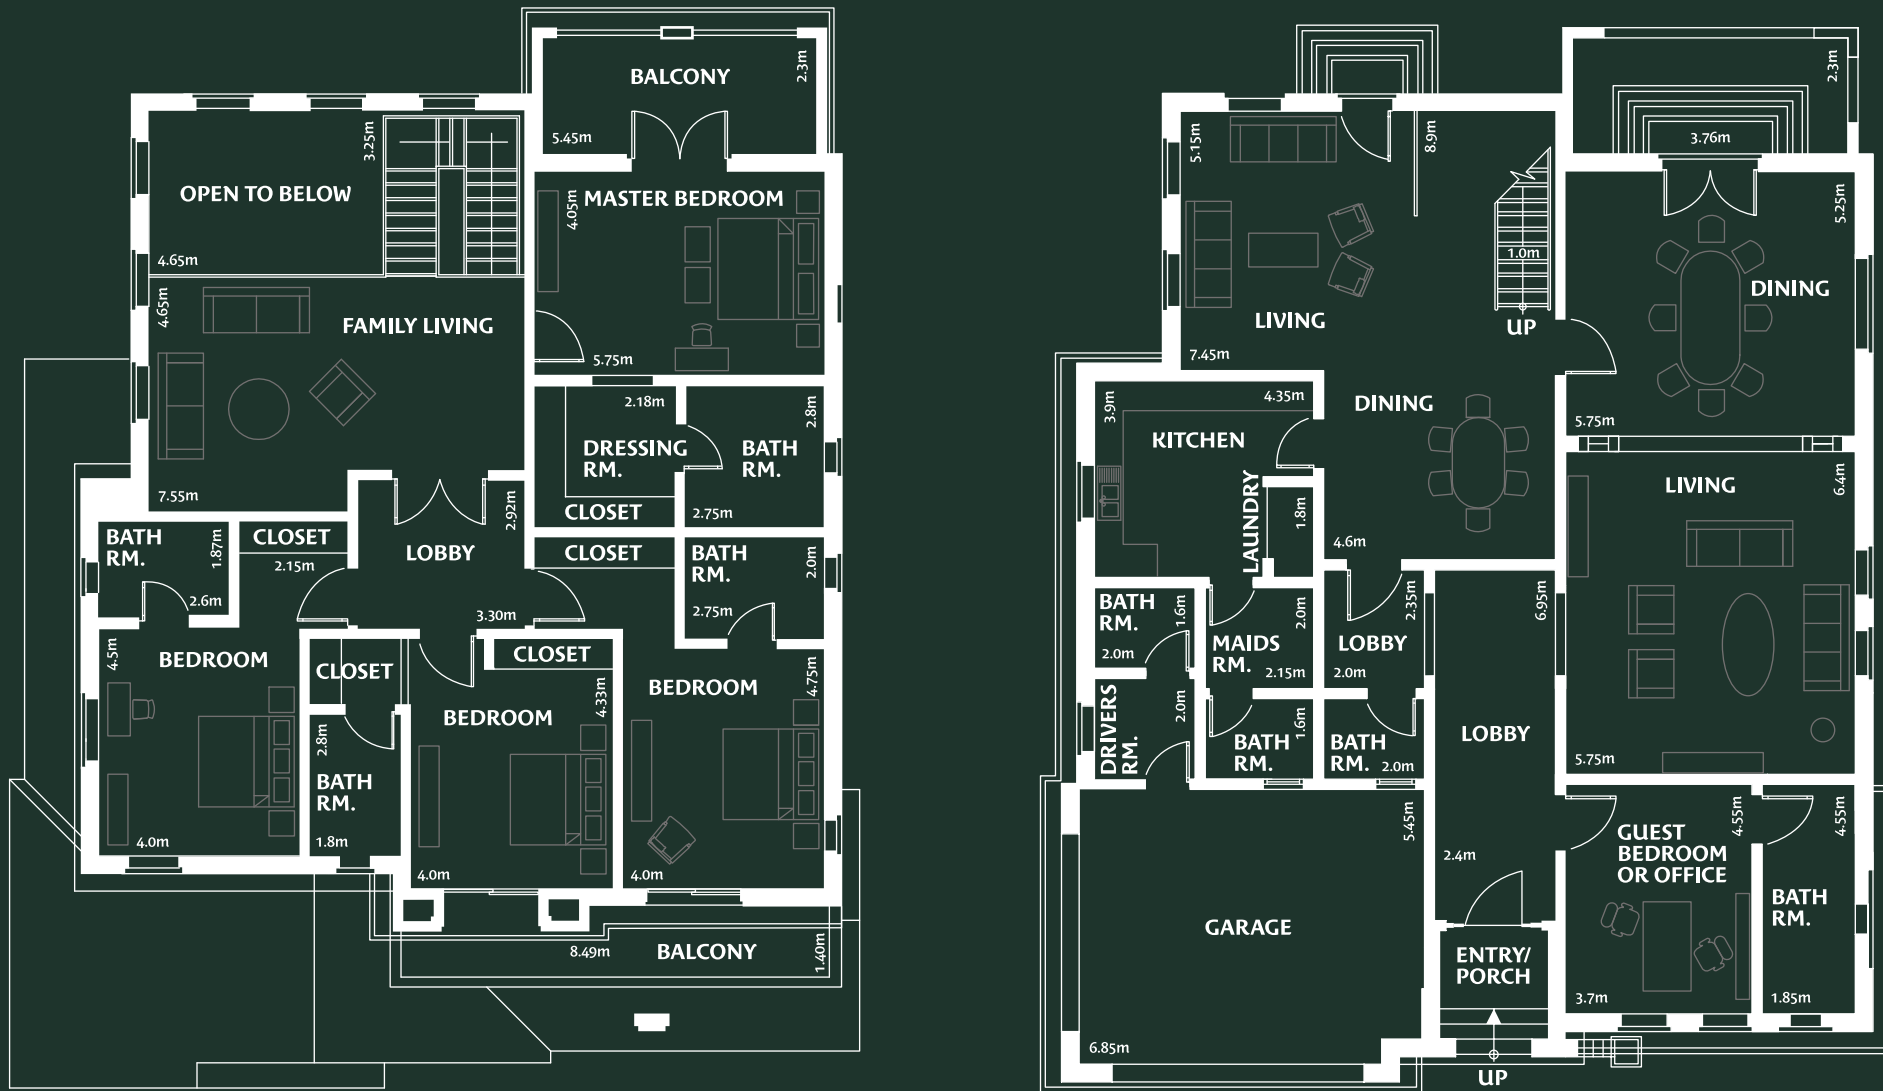 BALCONY
2.3m
5.45m
3.25m
OPEN TO BELOW
4.65m
MASTER BEDROOM
4.05m
5.75m
4.65m
FAMILY LIVING
7.55m
2.18m
DRESSING
RM.
CLOSET
2.8m
BATH
RM.
2.75m
BATH
RM.
1.87m
2.6m
CLOSET
2.15m
2.92m
LOBBY
3.30m
CLOSET
BATH
RM.
2.0m
2.75m
4.5m
BEDROOM
4.0m
CLOSET
2.8m
BATH
RM.
1.8m
CLOSET
4.33m
BEDROOM
4.0m
BEDROOM
4.75m
4.0m
8.49m
BALCONY
1.40m
2.3m
3.76m
5.15m
8.9m
LIVING
7.45m
1.0m
UP
5.25m
DINING
5.75m
3.9m
4.35m
KITCHEN
DINING
4.6m
LAUNDRY
1.8m
LIVING
6.4m
5.75m
BATH
RM.
1.6m
2.0m
MAIDS
RM.
2.0m
2.15m
LOBBY
2.35m
2.0m
6.95m
LOBBY
2.4m
DRIVERS
RM.
2.0m
BATH
RM.
1.6m
BATH
RM.
2.0m
5.45m
GARAGE
6.85m
GUEST
BEDROOM
OR OFFICE
4.55m
3.7m
4.55m
BATH
RM.
1.85m
ENTRY/
PORCH
UP